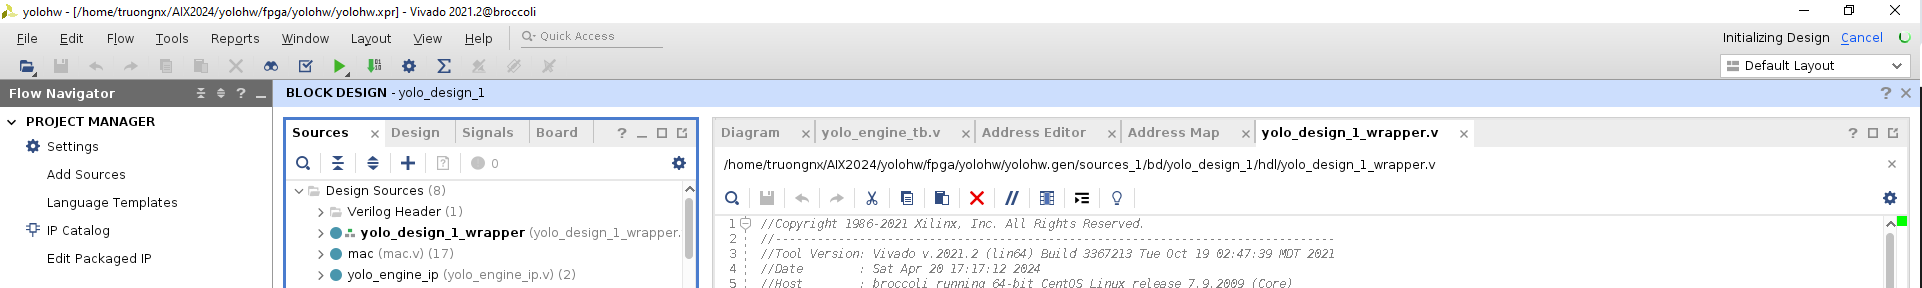 yolohw - [/home/truongnx/AIX2024/yolohw/fpga/yolohw/yolohw.xpr] - Vivado 2021.2@broccoli
File Edit Flow Tools Reports Window Layout View Help Quick Access Initializing Design Cancel
Default Layout
Flow Navigator ? BLOCK DESIGN - yolo_design_1 ?
PROJECT MANAGER
Settings
Add Sources
Language Templates
IP Catalog
Edit Packaged IP
Sources Design Signals Board ?
0
Design Sources (8)
Verilog Header (1)
yolo_design_1_wrapper (yolo_design_1_wrapper.
mac (mac.v) (17)
yolo_engine_ip (yolo_engine_ip.v) (2)
Diagram yolo_engine_tb.v Address Editor Address Map yolo_design_1_wrapper.v ?
/home/truongnx/AIX2024/yolohw/fpga/yolohw/yolohw.gen/sources_1/bd/yolo_design_1/hdl/yolo_design_1_wrapper.v
1 //Copyright 1986-2021 Xilinx, Inc. All Rights Reserved.
2 //--------------------------------------------------------------------------------
3 //Tool Version: Vivado v.2021.2 (lin64) Build 3367213 Tue Oct 19 02:47:39 MDT 2021
4 //Date : Sat Apr 20 17:17:12 2024
5 //Host : broccoli running 64-bit CentOS Linux release 7.9.2009 (Core)